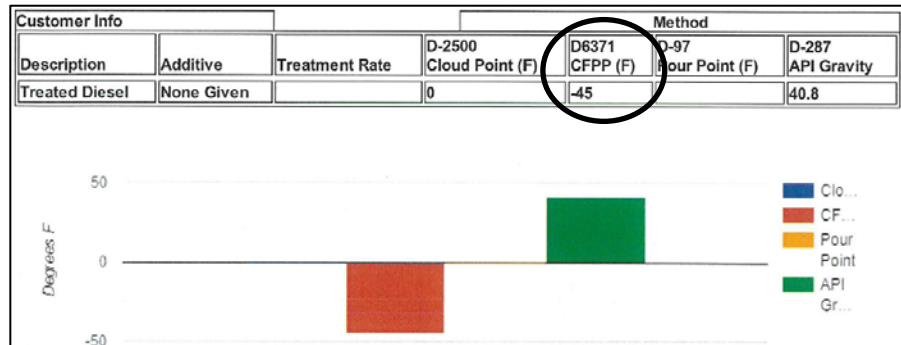 Customer Info Method
Description Additive Treatment Rate D-2500 Cloud Point (F) D6371 CFPP (F) D-97 Pour Point (F) D-287 API Gravity
Treated Diesel None Given 0 -45 40.8
50
Degrees F
0
-50
Clo...
CF...
Pour
Point
API
Gr...